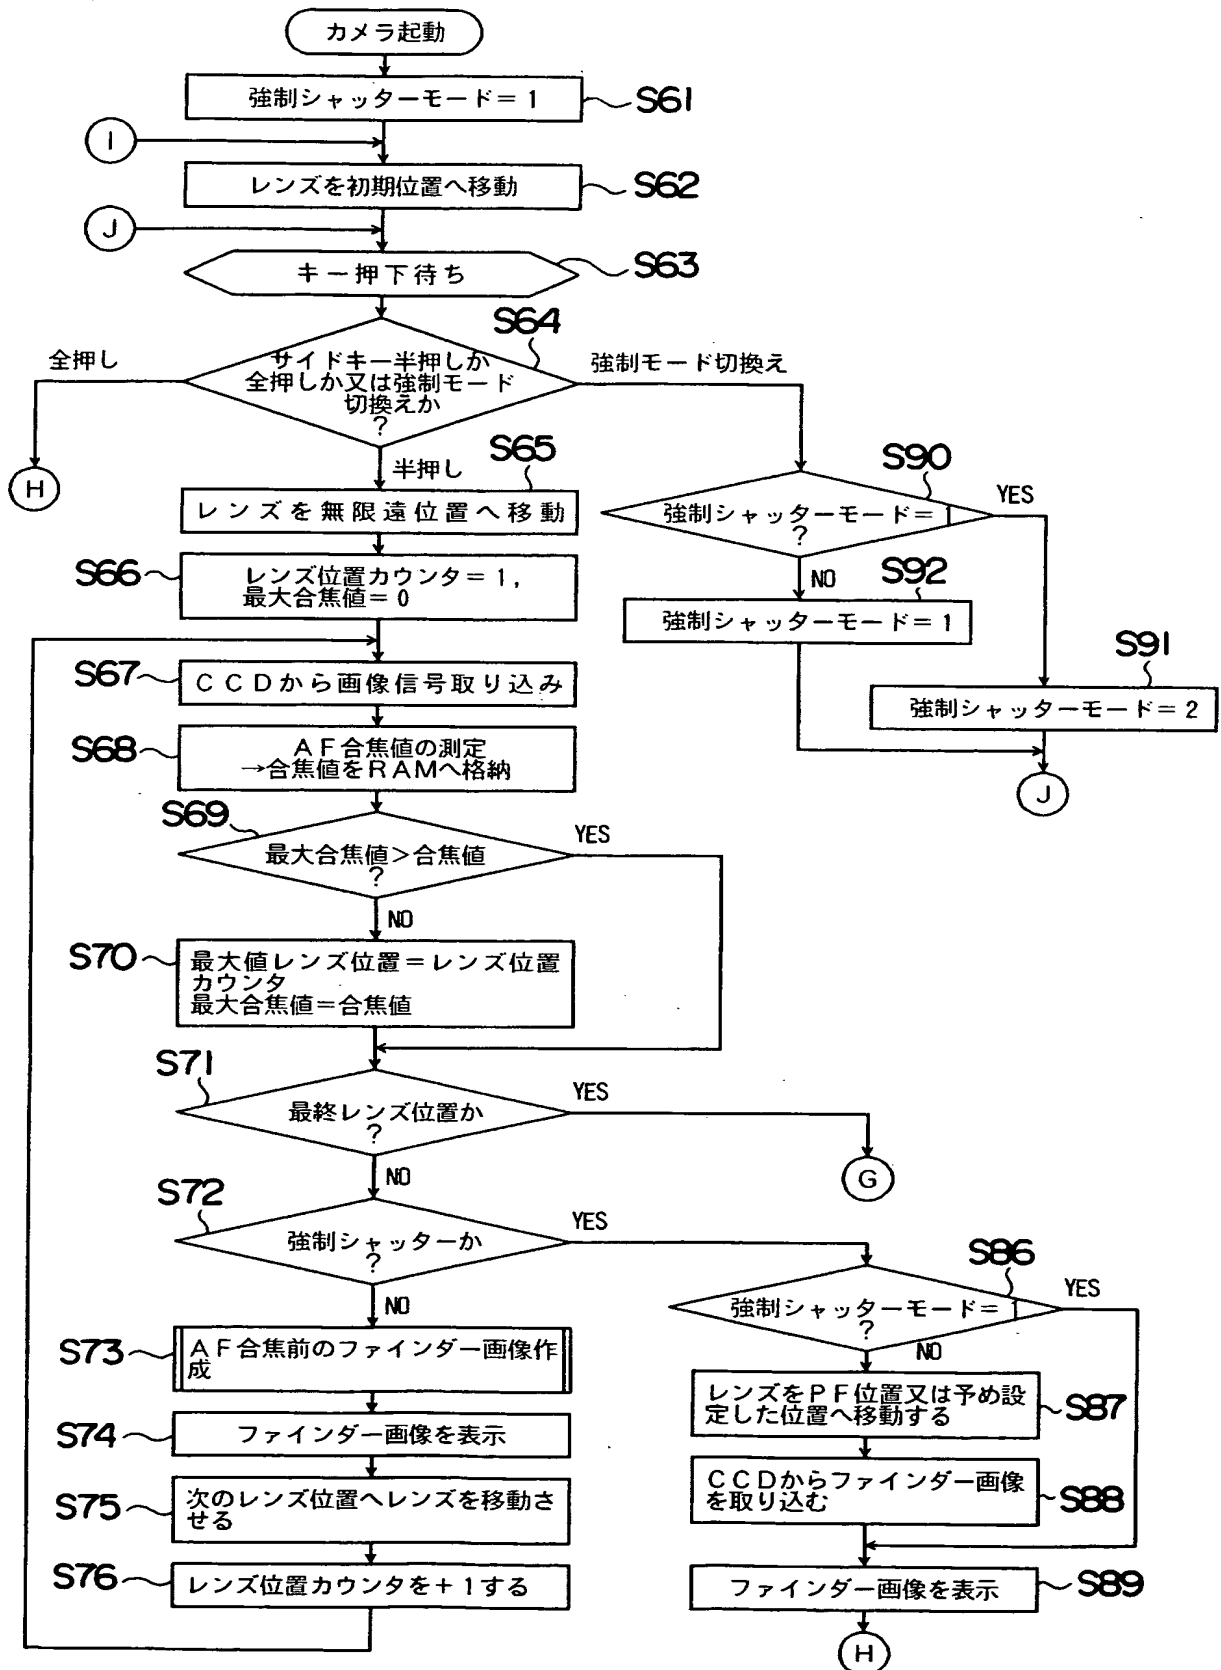 カメラ起動
強制シャッターモード=1
S61
I
レンズを初期位置へ移動
S62
J
キー押下待ち
S63
S64
サイドキー半押しか
全押しか又は強制モード
切換えか
?
全押し
強制モード切換え
H
半押し
S65
レンズを無限遠位置へ移動
S90
強制シャッターモード=1
?
YES
NO
S66
レンズ位置カウンタ=1,
最大合焦値=0
S92
強制シャッターモード=1
S91
強制シャッターモード=2
J
S67
CCDから画像信号取り込み
S68
AF合焦値の測定
→合焦値をRAMへ格納
S69
最大合焦値>合焦値
?
YES
NO
S70
最大値レンズ位置=レンズ位置
カウンタ
最大合焦値=合焦値
S71
最終レンズ位置か
?
YES
G
NO
S72
強制シャッターか
?
YES
NO
S86
強制シャッターモード=1
?
YES
NO
S73
AF合焦前のファインダー画像作
成
S87
レンズをPF位置又は予め設
定した位置へ移動する
S74
ファインダー画像を表示
S88
CCDからファインダー画像
を取り込む
S75
次のレンズ位置へレンズを移動さ
せる
S76
レンズ位置カウンタを+1する
S89
ファインダー画像を表示
H